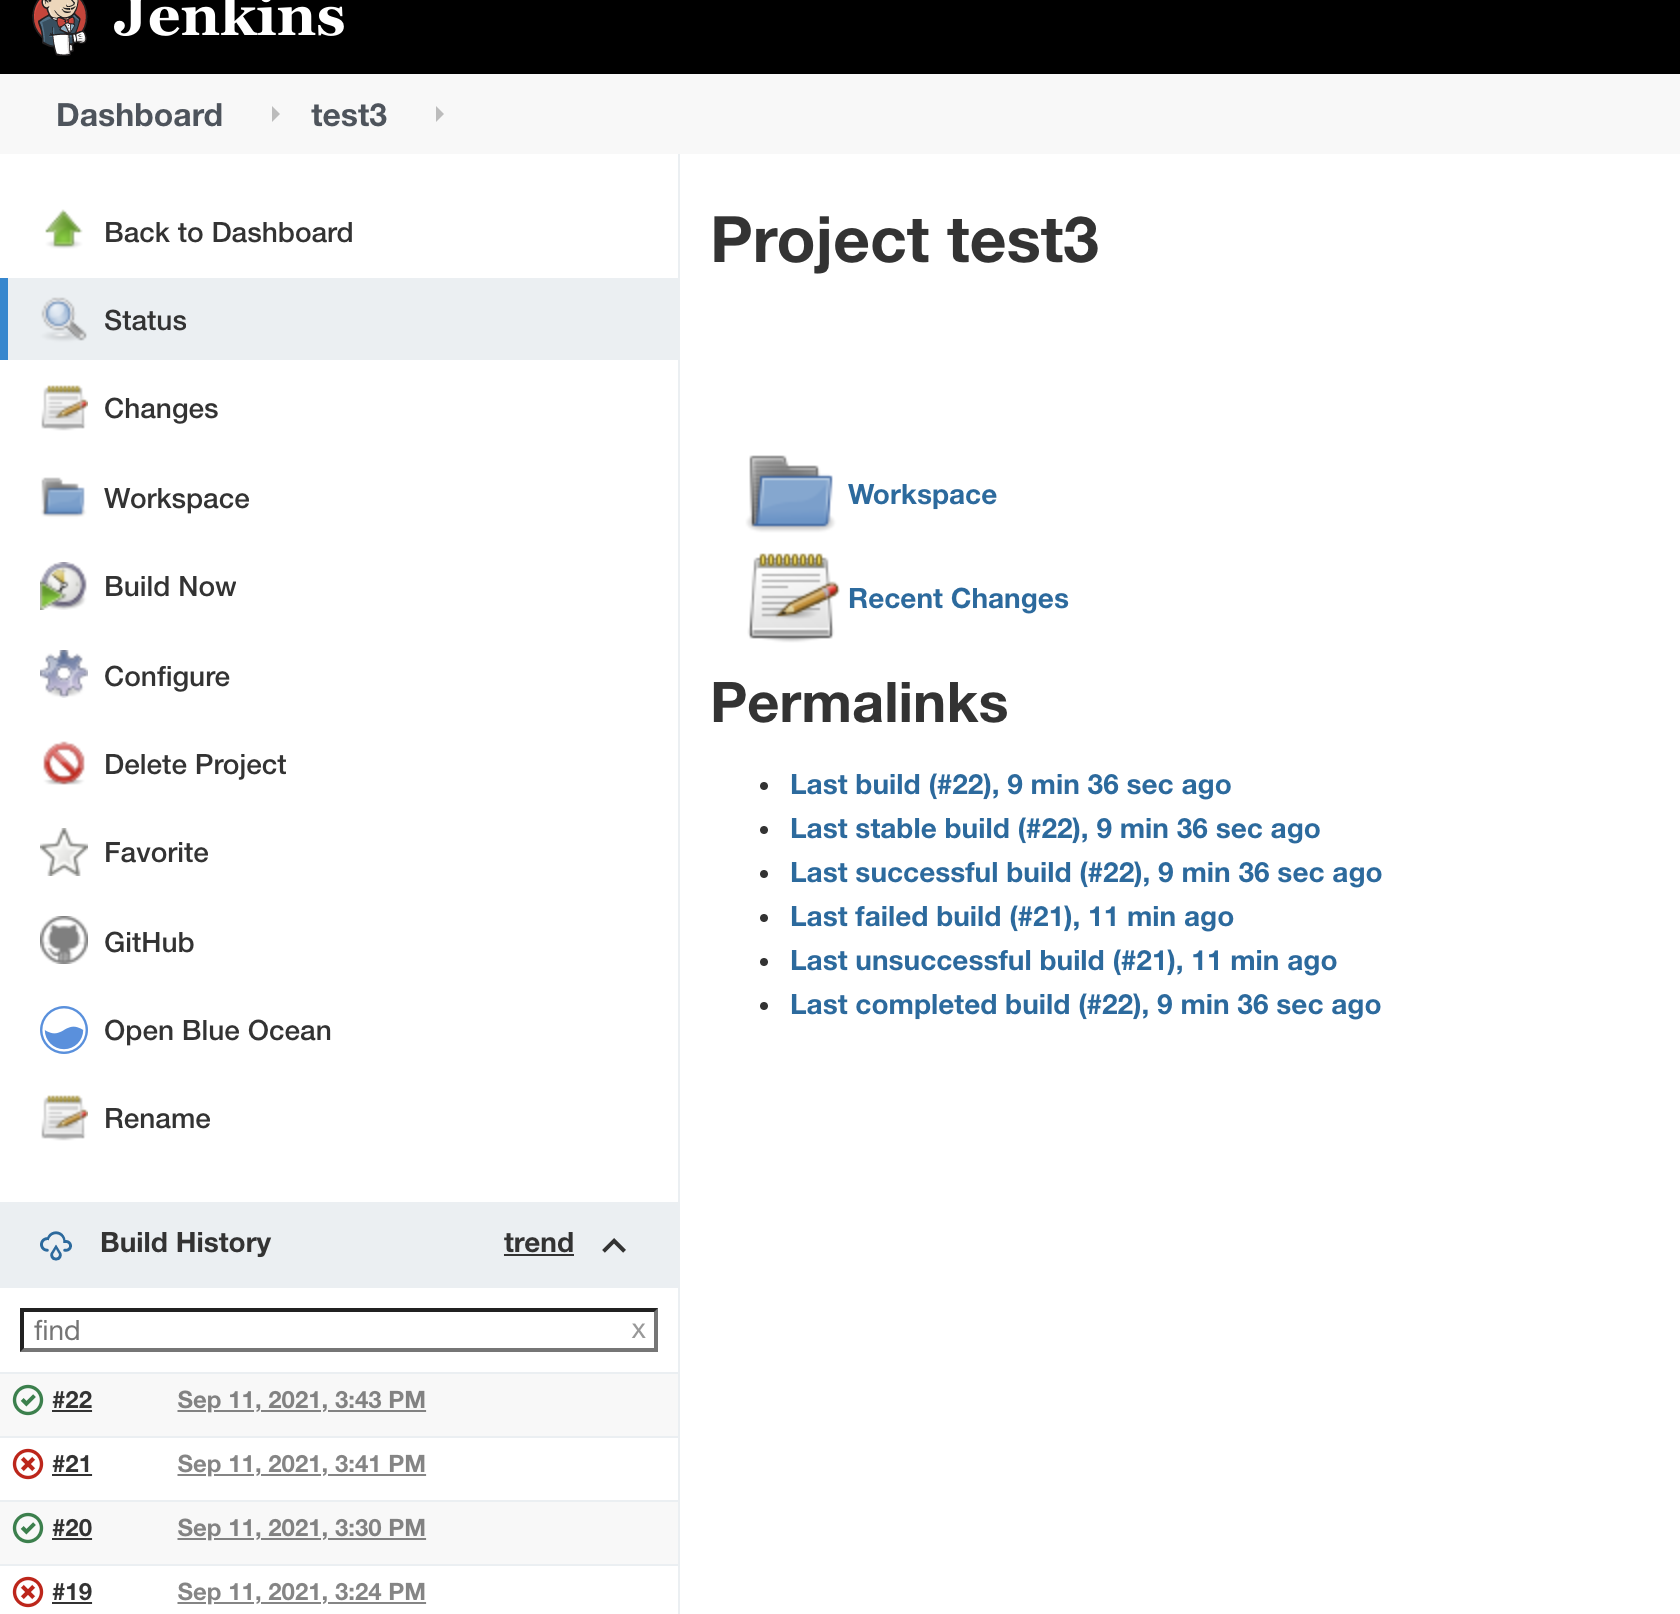 Jenkins
Dashboard
test3
Back to Dashboard
Status
Changes
Workspace
Build Now
Configure
Delete Project
Favorite
GitHub
Open Blue Ocean
Rename
Build History trend
find x
#22 Sep 11, 2021, 3:43 PM
#21 Sep 11, 2021, 3:41 PM
#20 Sep 11, 2021, 3:30 PM
#19 Sep 11, 2021, 3:24 PM
Project test3
Workspace
Recent Changes
Permalinks
Last build (#22), 9 min 36 sec ago
Last stable build (#22), 9 min 36 sec ago
Last successful build (#22), 9 min 36 sec ago
Last failed build (#21), 11 min ago
Last unsuccessful build (#21), 11 min ago
Last completed build (#22), 9 min 36 sec ago